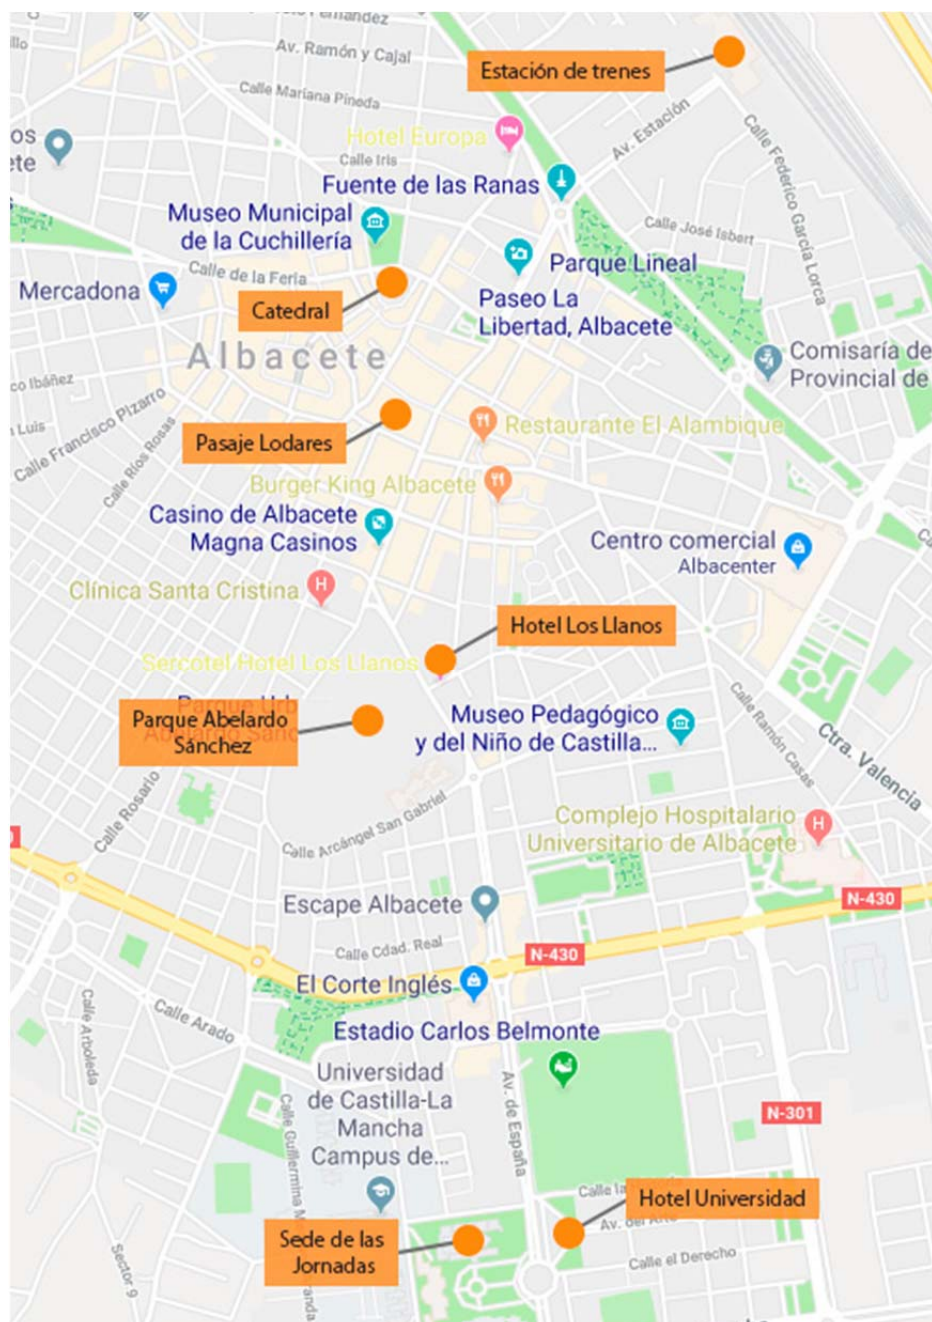 Fernández
Av. Ramón y Cajal
Estación de trenes
Calle Mariana Pineda
Hotel Europa
Av. Estación
Calle Iris
Calle Federico García Lorca
Fuente de las Ranas
Museo Municipal
de la Cuchillería
Calle José Isbert
Calle de la Feria
Parque Lineal
Mercadona
Catedral
Paseo La
Libertad, Albacete
Albacete
Comisaría de
Provincial de
co Ibáñez
Calle Francisco Pizarro
Luis
Calle Ríos Rosas
Pasaje Lodares
Restaurante El Alambique
Burger King Albacete
Casino de Albacete
Magna Casinos
Centro comercial
Albacenter
Clínica Santa Cristina
Hotel Los Llanos
Sercotel Hotel Los Llanos
Parque Abelardo
Sánchez
Museo Pedagógico
y del Niño de Castilla...
Calle Ramón Casas
Ctra. Valencia
Calle Rosario
Calle Arcángel San Gabriel
Complejo Hospitalario
Universitario de Albacete
N-430
Escape Albacete
Calle Cdad. Real
N-430
El Corte Inglés
Calle Arado
Calle Arboleda
Estadio Carlos Belmonte
Universidad
de Castilla-La
Mancha
Campus de...
Av. de España
N-301
Calle Guillermina M
Hotel Universidad
Sede de las
Jornadas
Calle el Derecho
Sector 9